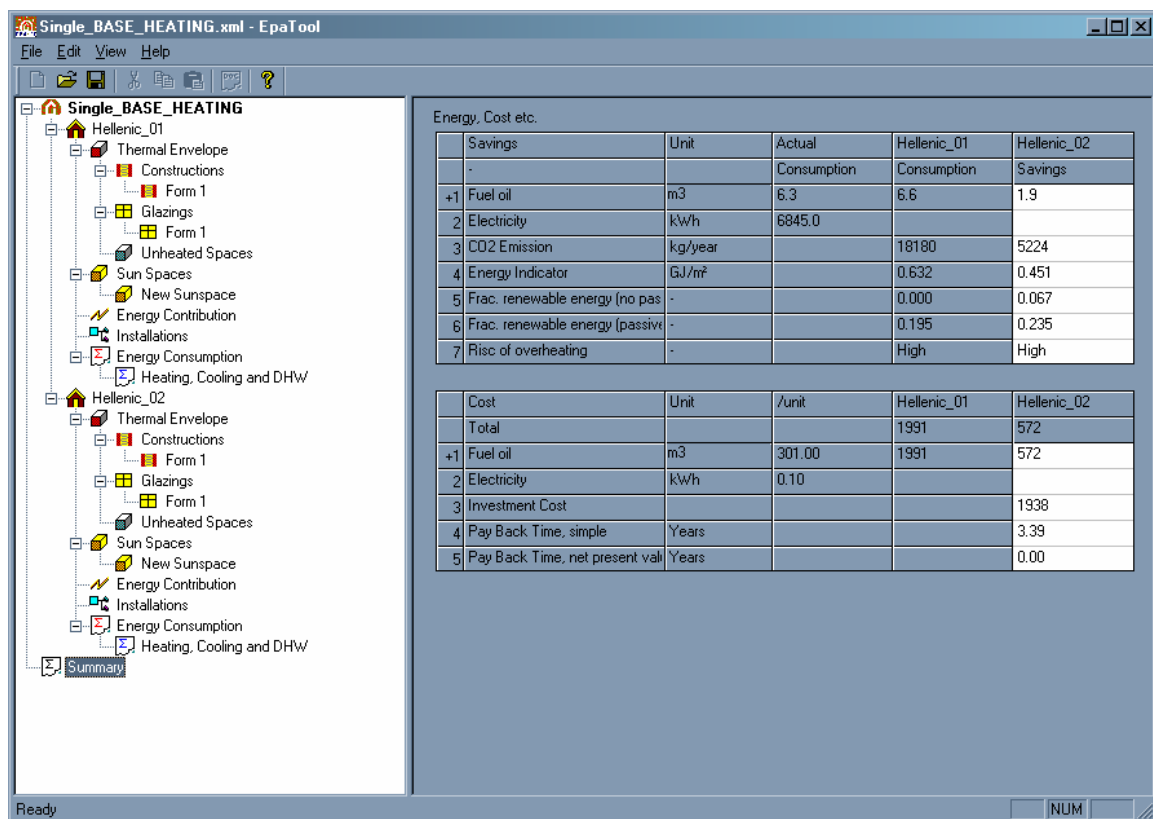 Single_BASE_HEATING.xml - EpaTool
File Edit View Help
Single_BASE_HEATING
Hellenic_01
Thermal Envelope
Constructions
Form 1
Glazings
Form 1
Unheated Spaces
Sun Spaces
New Sunspace
Energy Contribution
Installations
Energy Consumption
Heating, Cooling and DHW
Hellenic_02
Thermal Envelope
Constructions
Form 1
Glazings
Form 1
Unheated Spaces
Sun Spaces
New Sunspace
Energy Contribution
Installations
Energy Consumption
Heating, Cooling and DHW
Summary
Energy, Cost etc.
Savings Unit Actual Hellenic_01 Hellenic_02
- Consumption Consumption Savings
+1 Fuel oil m3 6.3 6.6 1.9
2 Electricity kWh 6845.0
3 CO2 Emission kg/year 18180 5224
4 Energy Indicator GJ/m² 0.632 0.451
5 Frac. renewable energy (no pas - 0.000 0.067
6 Frac. renewable energy (passive - 0.195 0.235
7 Risc of overheating - High High
Cost Unit /unit Hellenic_01 Hellenic_02
Total 1991 572
+1 Fuel oil m3 301.00 1991 572
2 Electricity kWh 0.10
3 Investment Cost 1938
4 Pay Back Time, simple Years 3.39
5 Pay Back Time, net present valu Years 0.00
Ready NUM